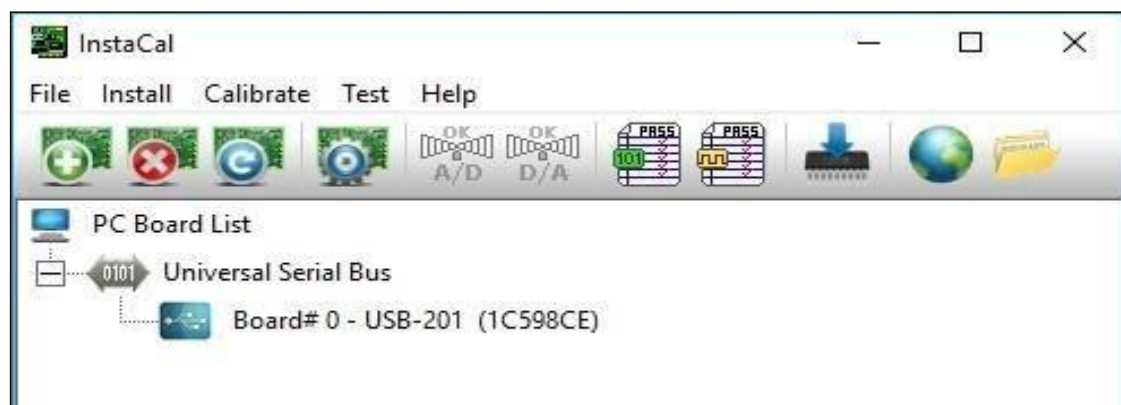 InstaCal
File Install Calibrate Test Help
OK OK PASS PASS
A/D D/A 101
PC Board List
0101 Universal Serial Bus
Board# 0 - USB-201 (1C598CE)